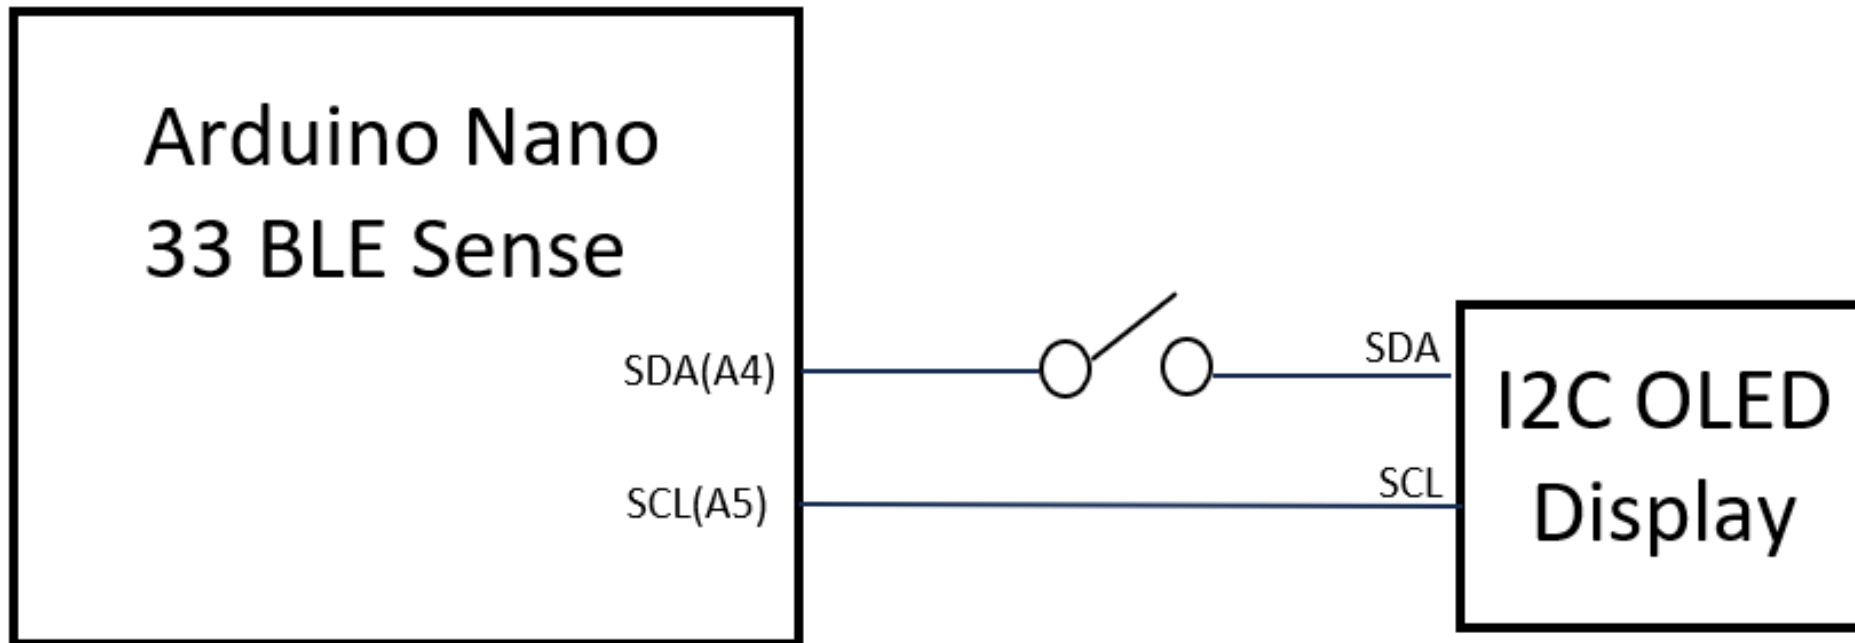 Arduino Nano
33 BLE Sense
SDA(A4)
SDA
SCL(A5)
SCL
I2C OLED
Display